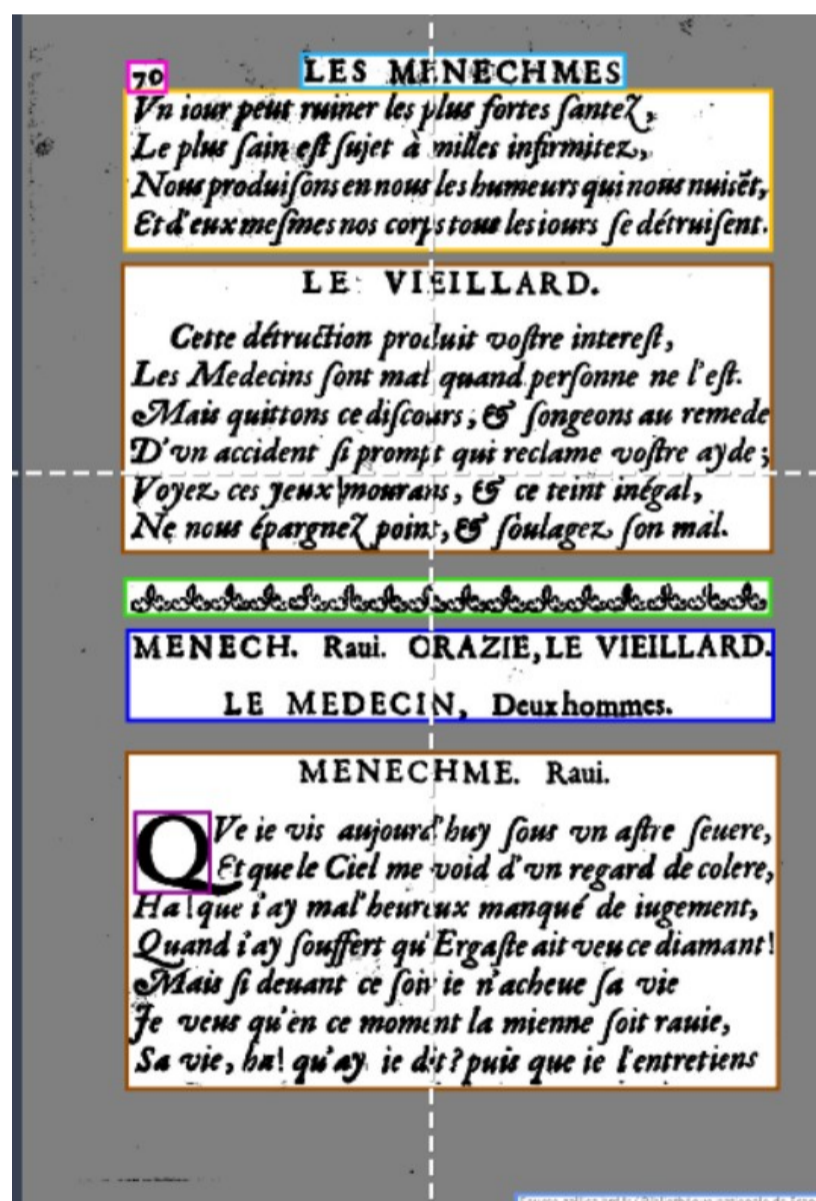 70
LES MENECHMES
Vn iour peut ruiner les plus fortes ſantez,
Le plus ſain eſt ſujet à milles infirmitez,
Nous produiſons en nous les humeurs qui nous nuisẽt,
Et d'eux meſmes nos corps tous les iours ſe détruiſent.
LE VIEILLARD.
Cette détruction produit voſtre intereſt,
Les Medecins ſont mal quand perſonne ne l'eſt.
Mais quittons ce diſcours, & ſongeons au remede
D'vn accident ſi prompt qui reclame voſtre ayde;
Voyez ces yeux mourans, & ce teint inégal,
Ne nous épargnez point, & ſoulagez ſon mal.
MENECH. Raui. ORAZIE, LE VIEILLARD.
LE MEDECIN, Deux hommes.
MENECHME. Raui.
QVe ie vis aujourd'huy ſous vn aſtre ſeuere,
Et que le Ciel me void d'vn regard de colere,
Ha! que i'ay mal'heureux manqué de iugement,
Quand i'ay ſouffert qu'Ergaſte ait veu ce diamant!
Mais ſi deuant ce ſoir ie n'acheue ſa vie
Je veus qu'en ce moment la mienne ſoit rauie,
Sa vie, ha! qu'ay ie dit? puis que ie l'entretiens